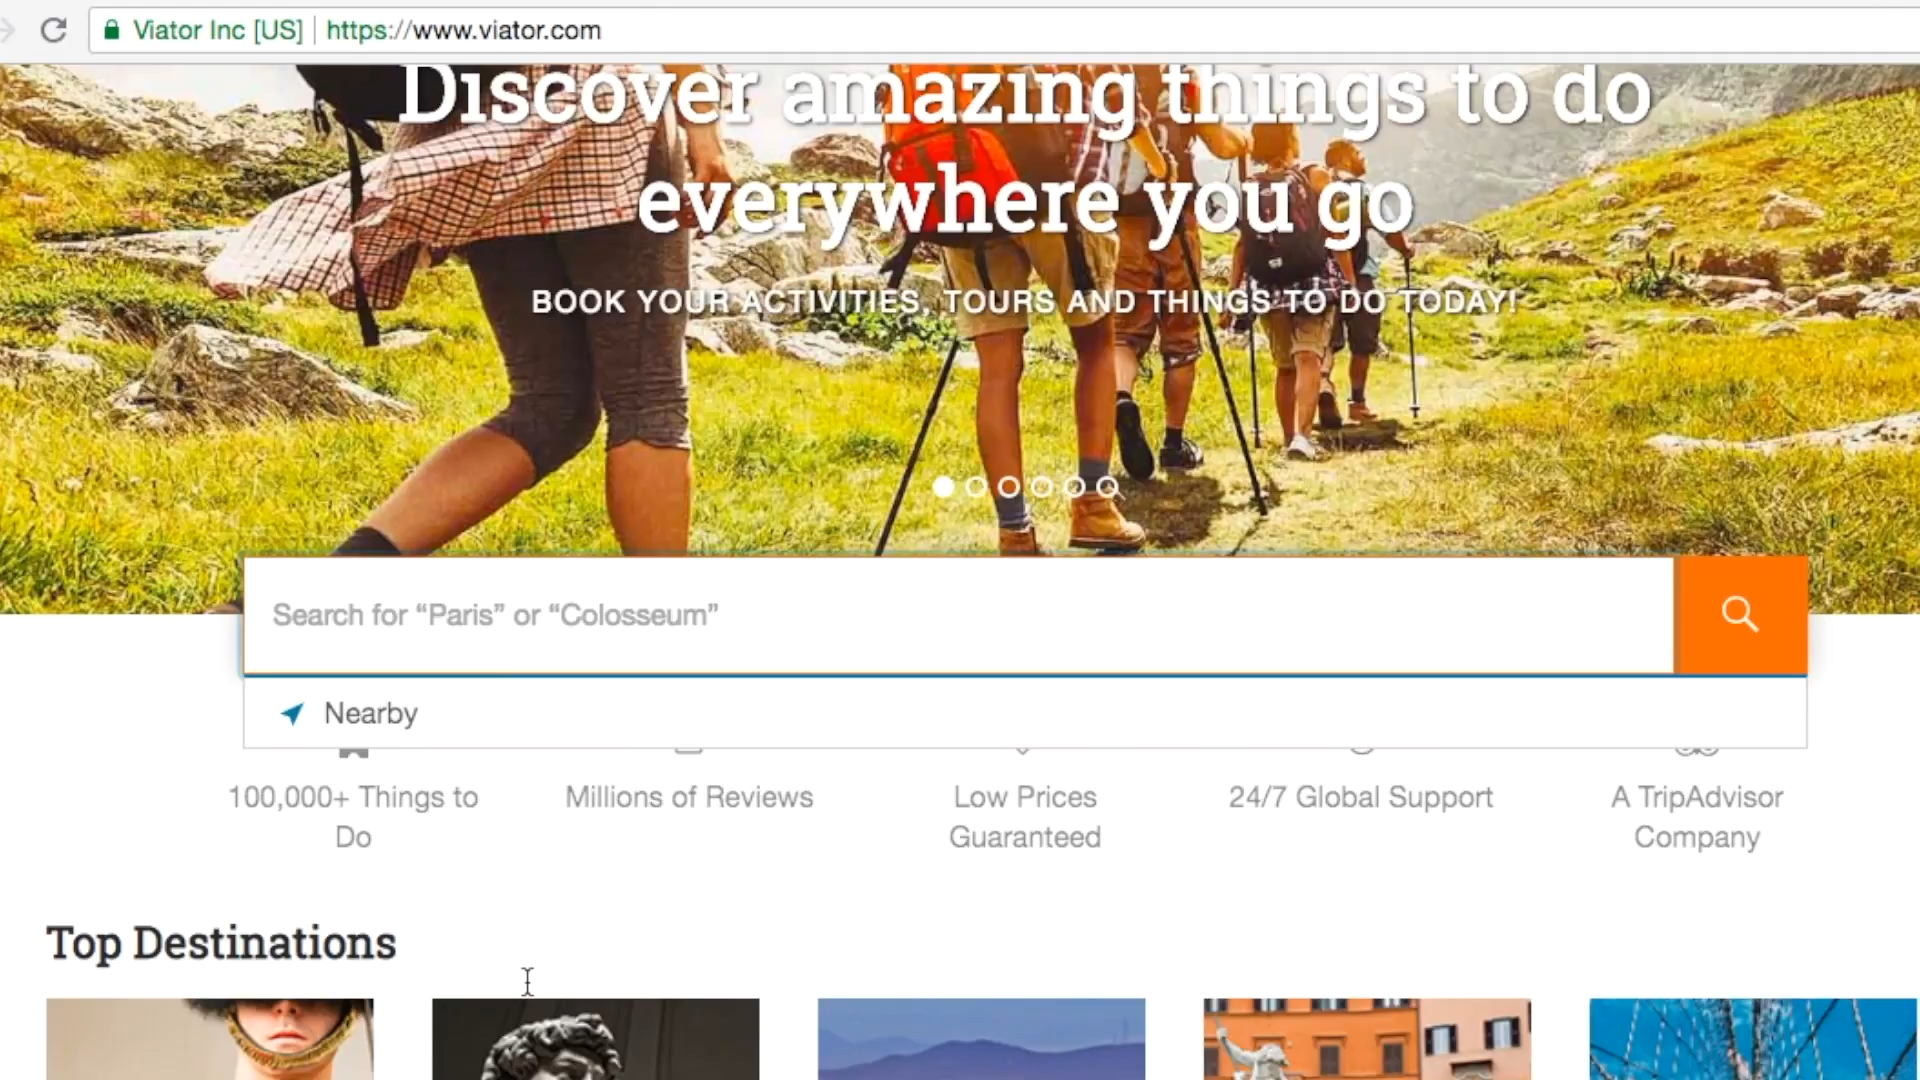 Viator Inc [US] https://www.viator.com
Discover amazing things to do
everywhere you go
BOOK YOUR ACTIVITIES, TOURS AND THINGS TO DO TODAY!
Search for “Paris” or “Colosseum”
Nearby
100,000+ Things to
Do
Millions of Reviews
Low Prices
Guaranteed
24/7 Global Support
A TripAdvisor
Company
Top Destinations